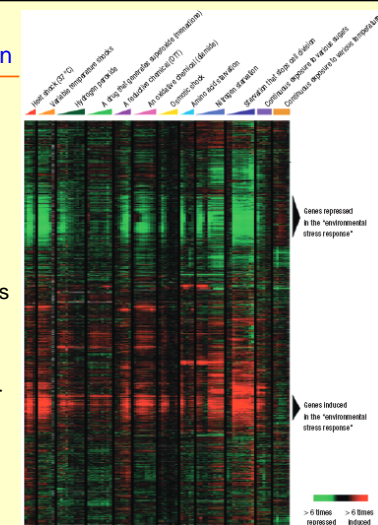 n
Heat shock (37 °C)
Variable temperature shocks
Hydrogen peroxide
A drug that generates superoxide (menadione)
A reductive chemical (DTT)
An oxidative chemical (diamide)
Osmotic shock
Amino acid starvation
Nitrogen starvation
Starvation that stops cell division
Continuous exposure to various sugars
Continuous exposure to various temperatures
Genes repressed
in the "environmental
stress response"
s
Genes induced
in the "environmental
stress response"
> 6 times
repressed
> 6 times
induced